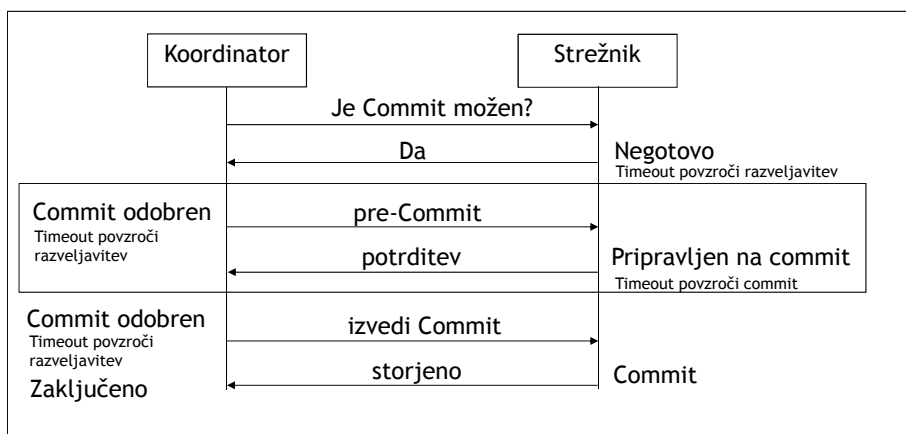 Koordinator
Strežnik
Je Commit možen?
Da
Negotovo
Timeout povzroči razveljavitev
Commit odobren
Timeout povzroči
razveljavitev
pre-Commit
potrditev
Pripravljen na commit
Timeout povzroči commit
Commit odobren
Timeout povzroči
razveljavitev
izvedi Commit
storjeno
Commit
Zaključeno